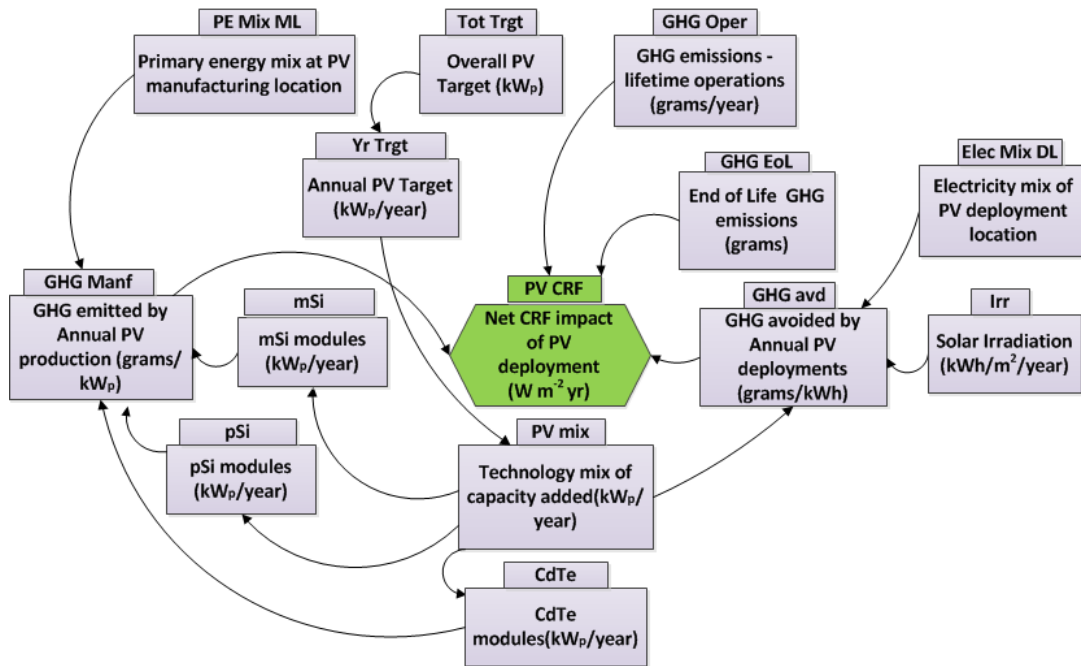 PE Mix ML
Primary energy mix at PV
manufacturing location
Tot Trgt
Overall PV
Target (kWₚ)
GHG Oper
GHG emissions -
lifetime operations
(grams/year)
Yr Trgt
Annual PV Target
(kWₚ/year)
GHG EoL
End of Life  GHG
emissions
(grams)
Elec Mix DL
Electricity mix of
PV deployment
location
GHG Manf
GHG emitted by
Annual PV
production (grams/
kWₚ)
mSi
mSi modules
(kWₚ/year)
PV CRF
Net CRF impact
of PV
deployment
(W m⁻² yr)
GHG avd
GHG avoided by
Annual PV
deployments
(grams/kWh)
Irr
Solar Irradiation
(kWh/m²/year)
pSi
pSi modules
(kWₚ/year)
PV mix
Technology mix of
capacity added(kWₚ/
year)
CdTe
CdTe
modules(kWₚ/year)